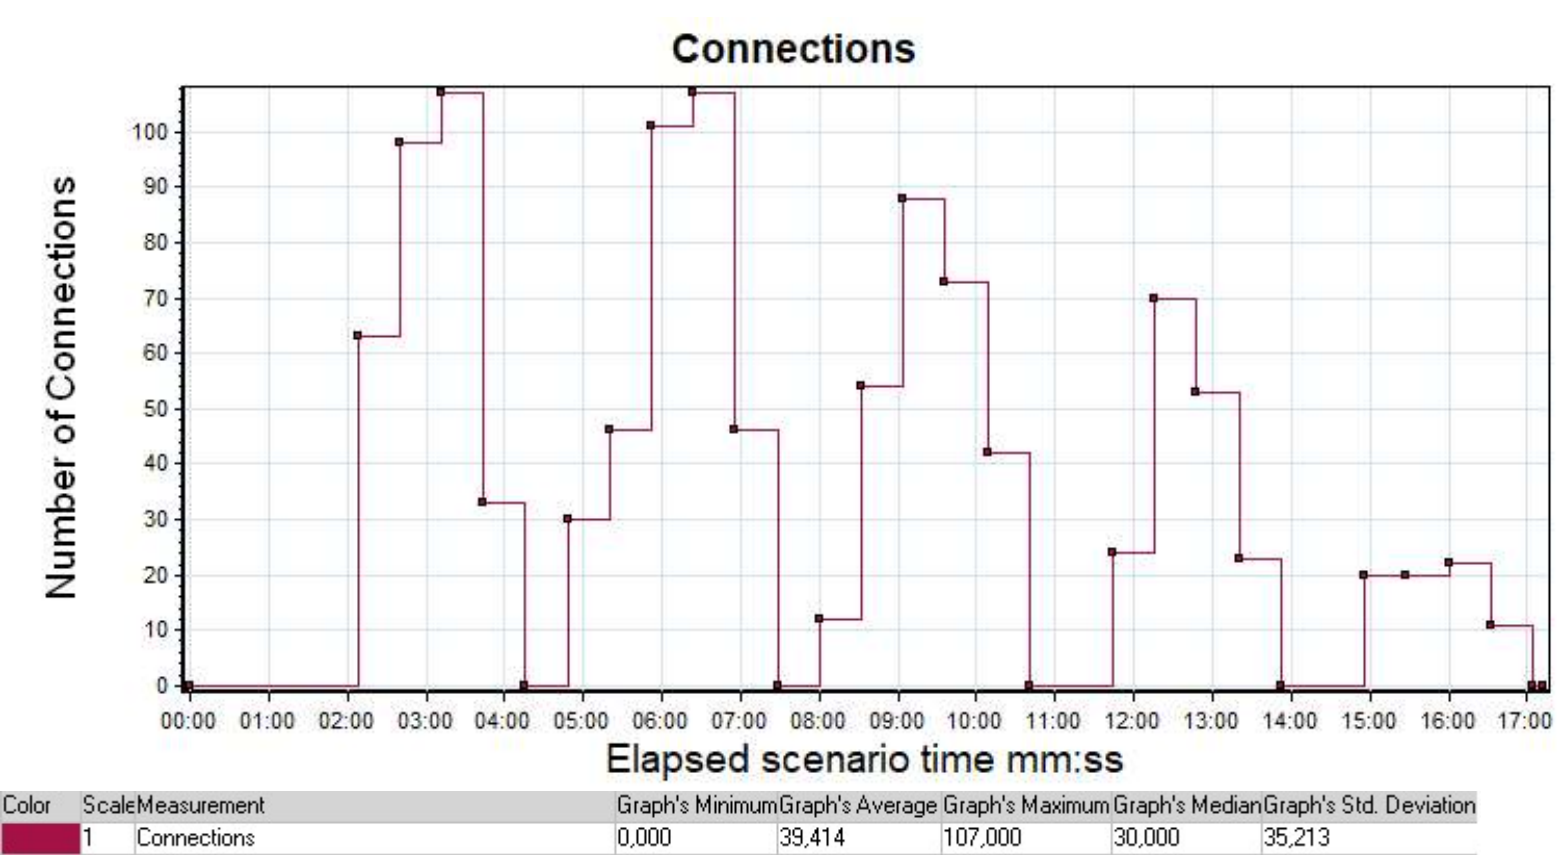 Connections
Number of Connections
100
90
80
70
60
50
40
30
20
10
0
00:00 01:00 02:00 03:00 04:00 05:00 06:00 07:00 08:00 09:00 10:00 11:00 12:00 13:00 14:00 15:00 16:00 17:00
Elapsed scenario time mm:ss
Color Scale Measurement Graph's Minimum Graph's Average Graph's Maximum Graph's Median Graph's Std. Deviation
1 Connections 0,000 39,414 107,000 30,000 35,213